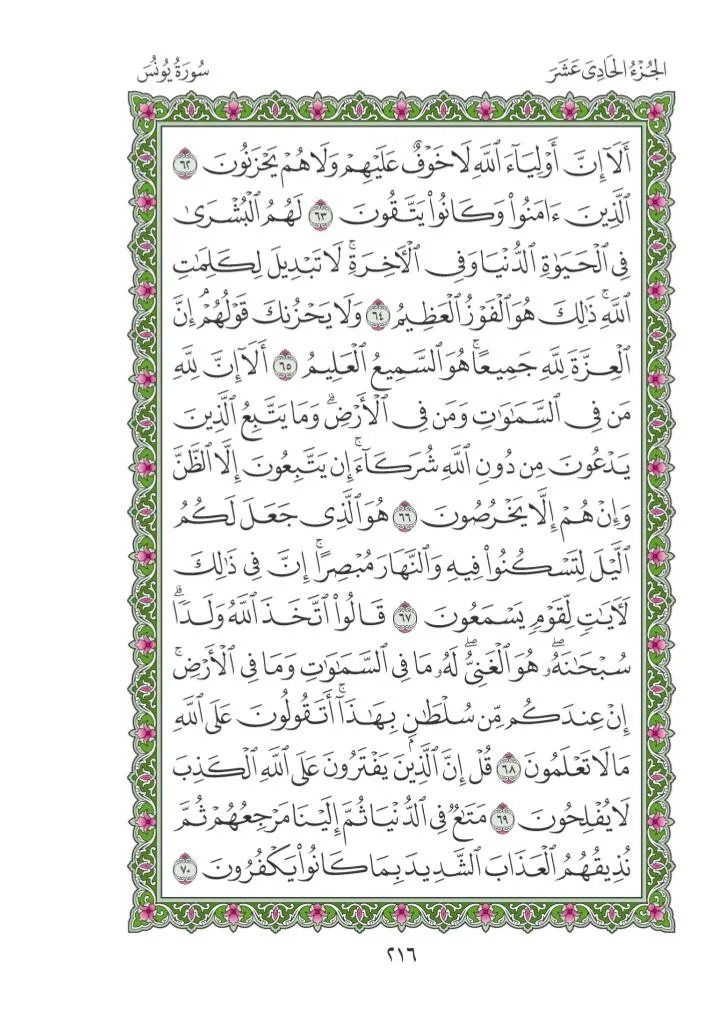 الجُزْءُ الحَادِى عَشَرَ
سُورَةُ يُونُسَ
أَلَآ إِنَّ أَوْلِيَآءَ ٱللَّهِ لَا خَوْفٌ عَلَيْهِمْ وَلَا هُمْ يَحْزَنُونَ ٦٢
ٱلَّذِينَ ءَامَنُوا۟ وَكَانُوا۟ يَتَّقُونَ ٦٣ لَهُمُ ٱلْبُشْرَىٰ
فِى ٱلْحَيَوٰةِ ٱلدُّنْيَا وَفِى ٱلْـَٔاخِرَةِ ۚ لَا تَبْدِيلَ لِكَلِمَٰتِ
ٱللَّهِ ۚ ذَٰلِكَ هُوَ ٱلْفَوْزُ ٱلْعَظِيمُ ٦٤ وَلَا يَحْزُنكَ قَوْلُهُمْ ۘ إِنَّ
ٱلْعِزَّةَ لِلَّهِ جَمِيعًا ۚ هُوَ ٱلسَّمِيعُ ٱلْعَلِيمُ ٦٥ أَلَآ إِنَّ لِلَّهِ
مَن فِى ٱلسَّمَٰوَٰتِ وَمَن فِى ٱلْأَرْضِ ۗ وَمَا يَتَّبِعُ ٱلَّذِينَ
يَدْعُونَ مِن دُونِ ٱللَّهِ شُرَكَآءَ ۚ إِن يَتَّبِعُونَ إِلَّا ٱلظَّنَّ
وَإِنْ هُمْ إِلَّا يَخْرُصُونَ ٦٦ هُوَ ٱلَّذِى جَعَلَ لَكُمُ
ٱلَّيْلَ لِتَسْكُنُوا۟ فِيهِ وَٱلنَّهَارَ مُبْصِرًا ۚ إِنَّ فِى ذَٰلِكَ
لَـَٔايَٰتٍ لِّقَوْمٍ يَسْمَعُونَ ٦٧ قَالُوا۟ ٱتَّخَذَ ٱللَّهُ وَلَدًا ۗ
سُبْحَٰنَهُۥ ۖ هُوَ ٱلْغَنِىُّ ۖ لَهُۥ مَا فِى ٱلسَّمَٰوَٰتِ وَمَا فِى ٱلْأَرْضِ ۚ
إِنْ عِندَكُم مِّن سُلْطَٰنٍۭ بِهَٰذَآ ۚ أَتَقُولُونَ عَلَى ٱللَّهِ
مَا لَا تَعْلَمُونَ ٦٨ قُلْ إِنَّ ٱلَّذِينَ يَفْتَرُونَ عَلَى ٱللَّهِ ٱلْكَذِبَ
لَا يُفْلِحُونَ ٦٩ مَتَٰعٌ فِى ٱلدُّنْيَا ثُمَّ إِلَيْنَا مَرْجِعُهُمْ ثُمَّ
نُذِيقُهُمُ ٱلْعَذَابَ ٱلشَّدِيدَ بِمَا كَانُوا۟ يَكْفُرُونَ ٧٠
٢١٦